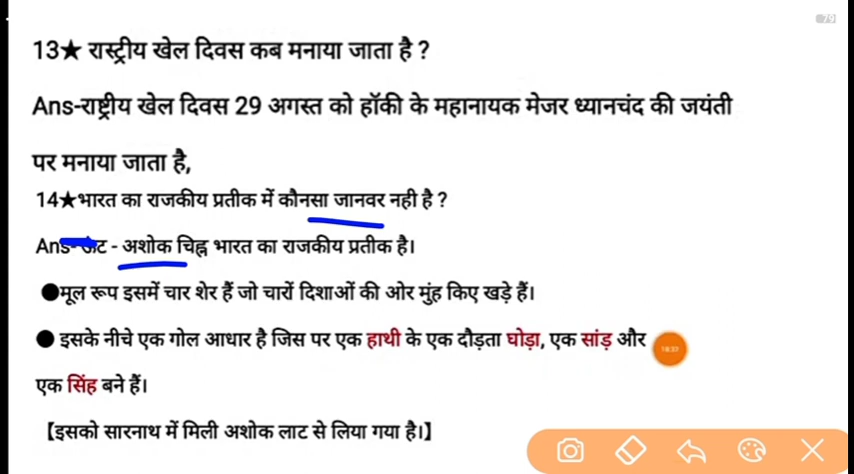 13★ रास्ट्रीय खेल दिवस कब मनाया जाता है ?
Ans-राष्ट्रीय खेल दिवस 29 अगस्त को हॉकी के महानायक मेजर ध्यानचंद की जयंती
पर मनाया जाता है,
14★भारत का राजकीय प्रतीक में कौनसा जानवर नही है ?
Ans- ऊंट - अशोक चिह्न भारत का राजकीय प्रतीक है।
●मूल रूप इसमें चार शेर हैं जो चारों दिशाओं की ओर मुंह किए खड़े हैं।
● इसके नीचे एक गोल आधार है जिस पर एक हाथी के एक दौड़ता घोड़ा, एक सांड़ और
एक सिंह बने हैं।
【इसको सारनाथ में मिली अशोक लाट से लिया गया है।】